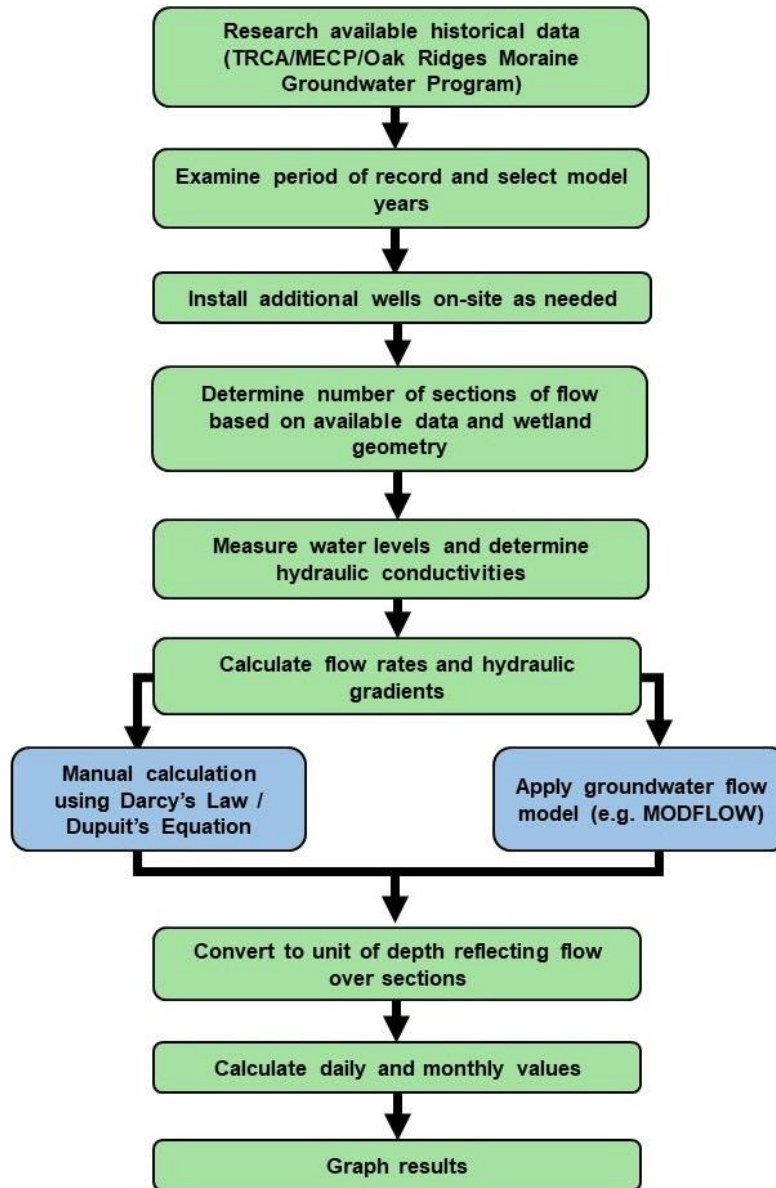 Research available historical data
(TRCA/MECP/Oak Ridges Moraine
Groundwater Program)
Examine period of record and select model
years
Install additional wells on-site as needed
Determine number of sections of flow
based on available data and wetland
geometry
Measure water levels and determine
hydraulic conductivities
Calculate flow rates and hydraulic
gradients
Manual calculation
using Darcy's Law /
Dupuit's Equation
Apply groundwater flow
model (e.g. MODFLOW)
Convert to unit of depth reflecting flow
over sections
Calculate daily and monthly values
Graph results